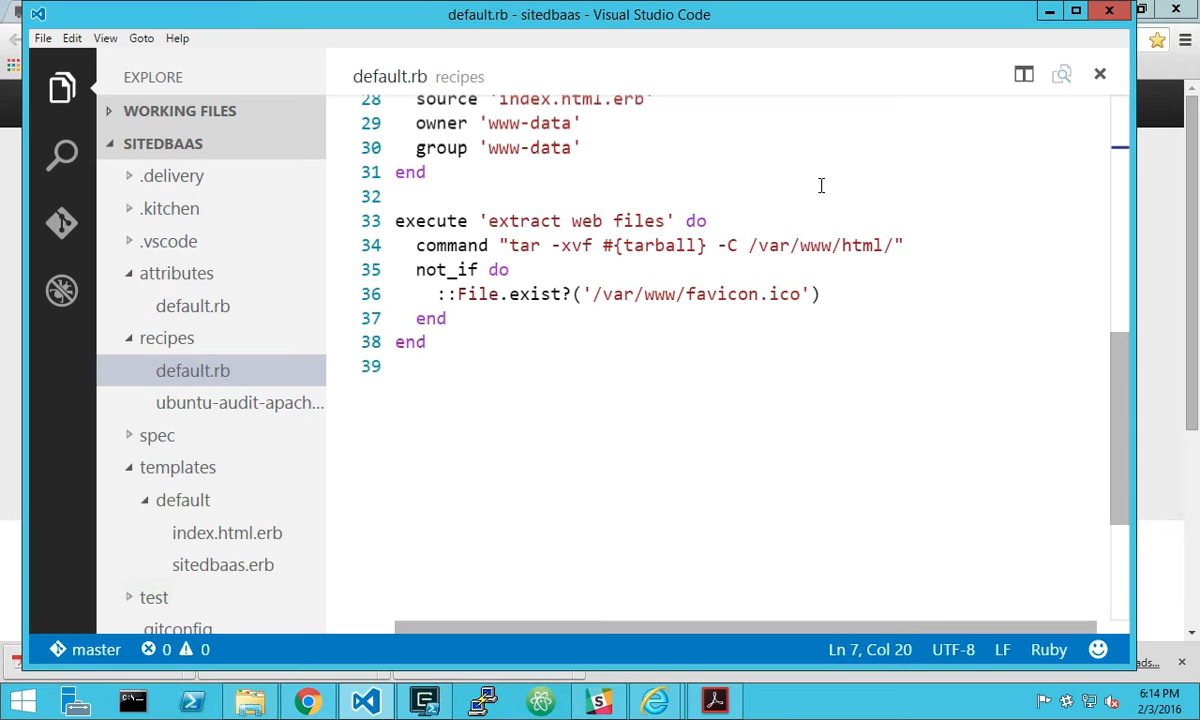 default.rb - sitedbaas - Visual Studio Code
File Edit View Goto Help
EXPLORE
WORKING FILES
SITEDBAAS
.delivery
.kitchen
.vscode
attributes
default.rb
recipes
default.rb
ubuntu-audit-apach...
spec
templates
default
index.html.erb
sitedbaas.erb
test
.gitconfig
default.rb recipes
28 source 'index.html.erb'
29 owner 'www-data'
30 group 'www-data'
31 end
32
33 execute 'extract web files' do
34 command "tar -xvf #{tarball} -C /var/www/html/"
35 not_if do
36 ::File.exist?('/var/www/favicon.ico')
37 end
38 end
39
master 0 0 Ln 7, Col 20 UTF-8 LF Ruby
ads...
6:14 PM
2/3/2016